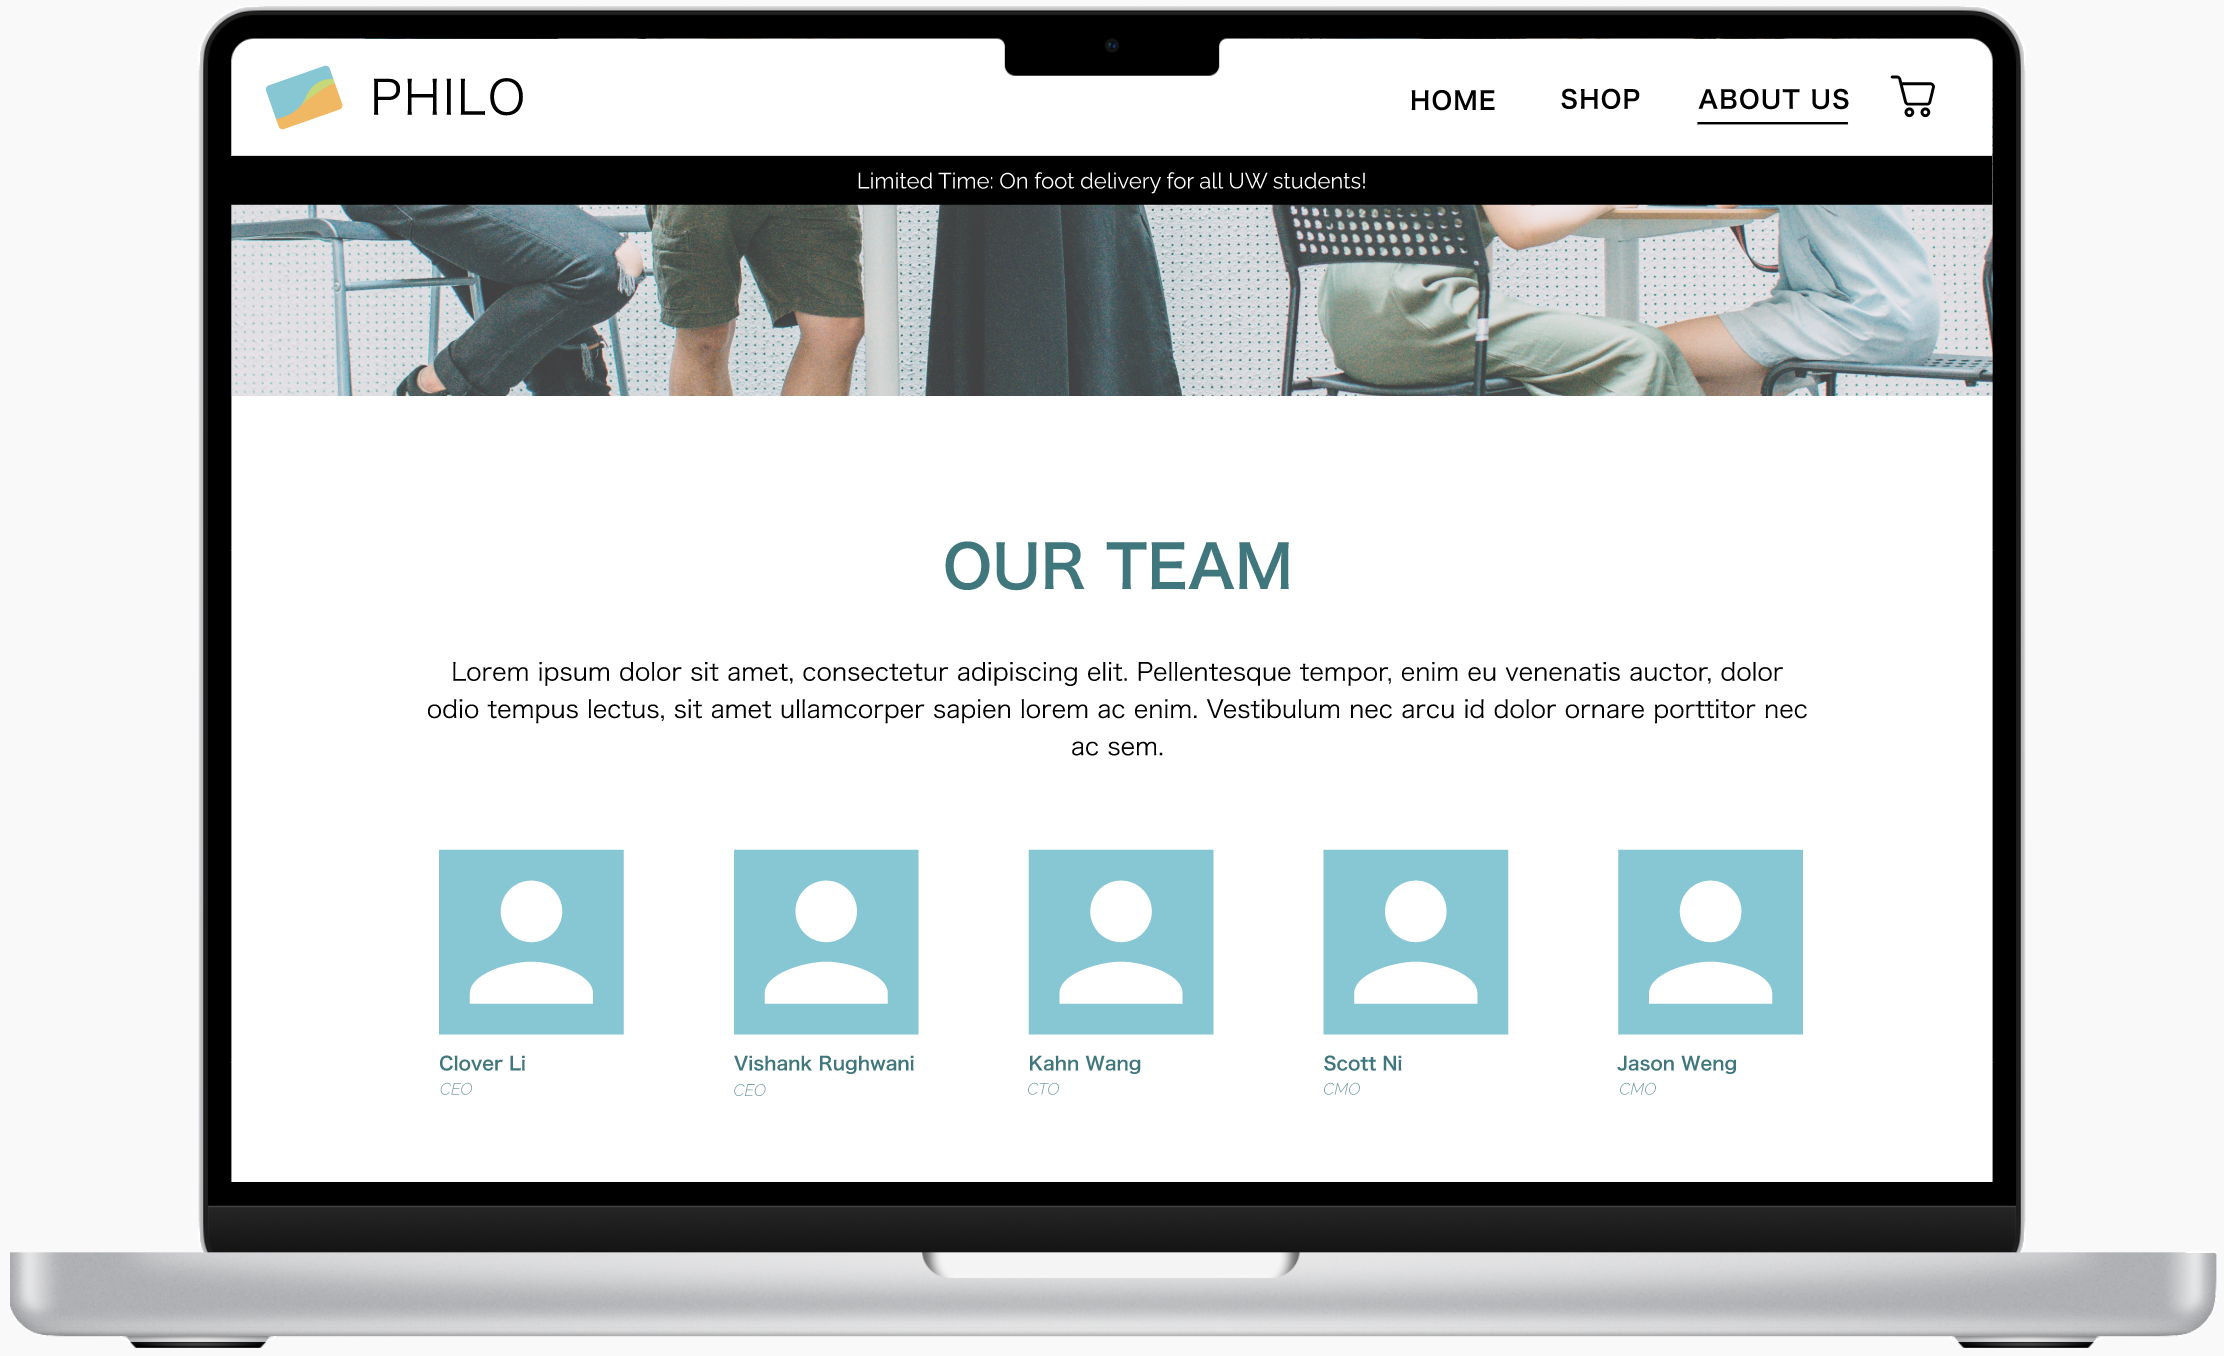 PHILO
HOME SHOP ABOUT US
Limited Time: On foot delivery for all UW students!
OUR TEAM
Lorem ipsum dolor sit amet, consectetur adipiscing elit. Pellentesque tempor, enim eu venenatis auctor, dolor
odio tempus lectus, sit amet ullamcorper sapien lorem ac enim. Vestibulum nec arcu id dolor ornare porttitor nec
ac sem.
Clover Li
CEO
Vishank Rughwani
CEO
Kahn Wang
CTO
Scott Ni
CMO
Jason Weng
CMO